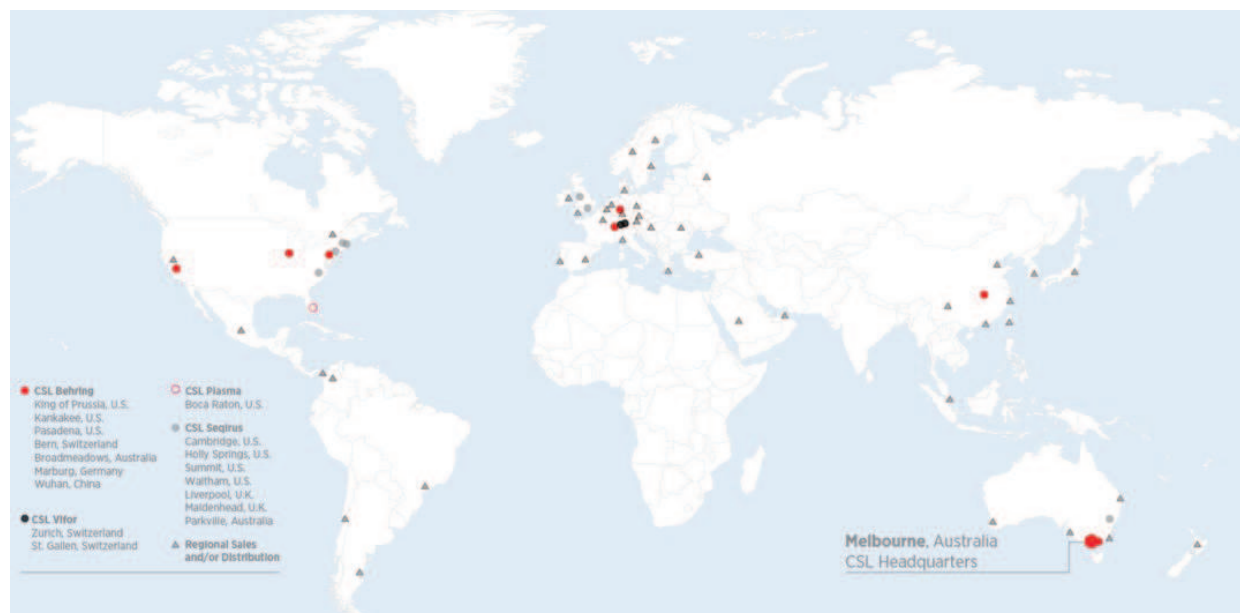 CSL Behring
King of Prussia, U.S.
Kankakee, U.S.
Pasadena, U.S.
Bern, Switzerland
Broadmeadows, Australia
Marburg, Germany
Wuhan, China
CSL Vifor
Zurich, Switzerland
St. Gallen, Switzerland
CSL Plasma
Boca Raton, U.S.
CSL Seqirus
Cambridge, U.S.
Holly Springs, U.S.
Summit, U.S.
Waltham, U.S.
Liverpool, U.K.
Maidenhead, U.K.
Parkville, Australia
Regional Sales
and/or Distribution
Melbourne, Australia
CSL Headquarters